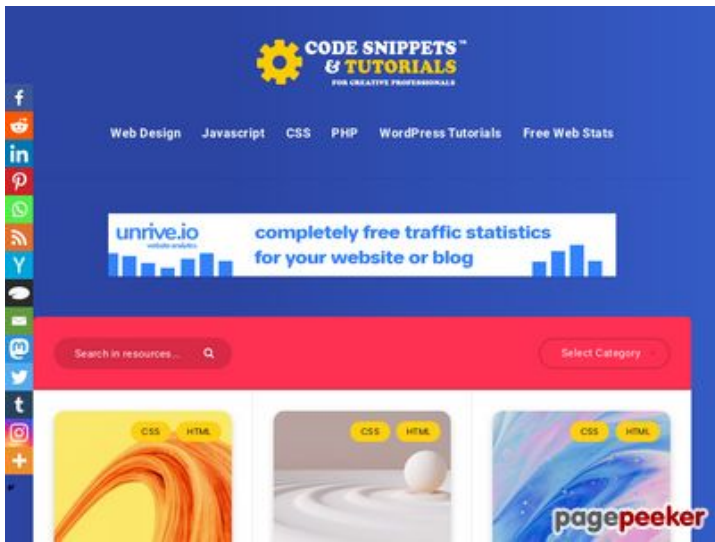 CODE SNIPPETS™
& TUTORIALS
FOR CREATIVE PROFESSIONALS
Web Design Javascript CSS PHP WordPress Tutorials Free Web Stats
unrive.io
website analytics
completely free traffic statistics
for your website or blog
Search in resources...
Select Category
CSS HTML
CSS HTML
CSS HTML
pagepeeker